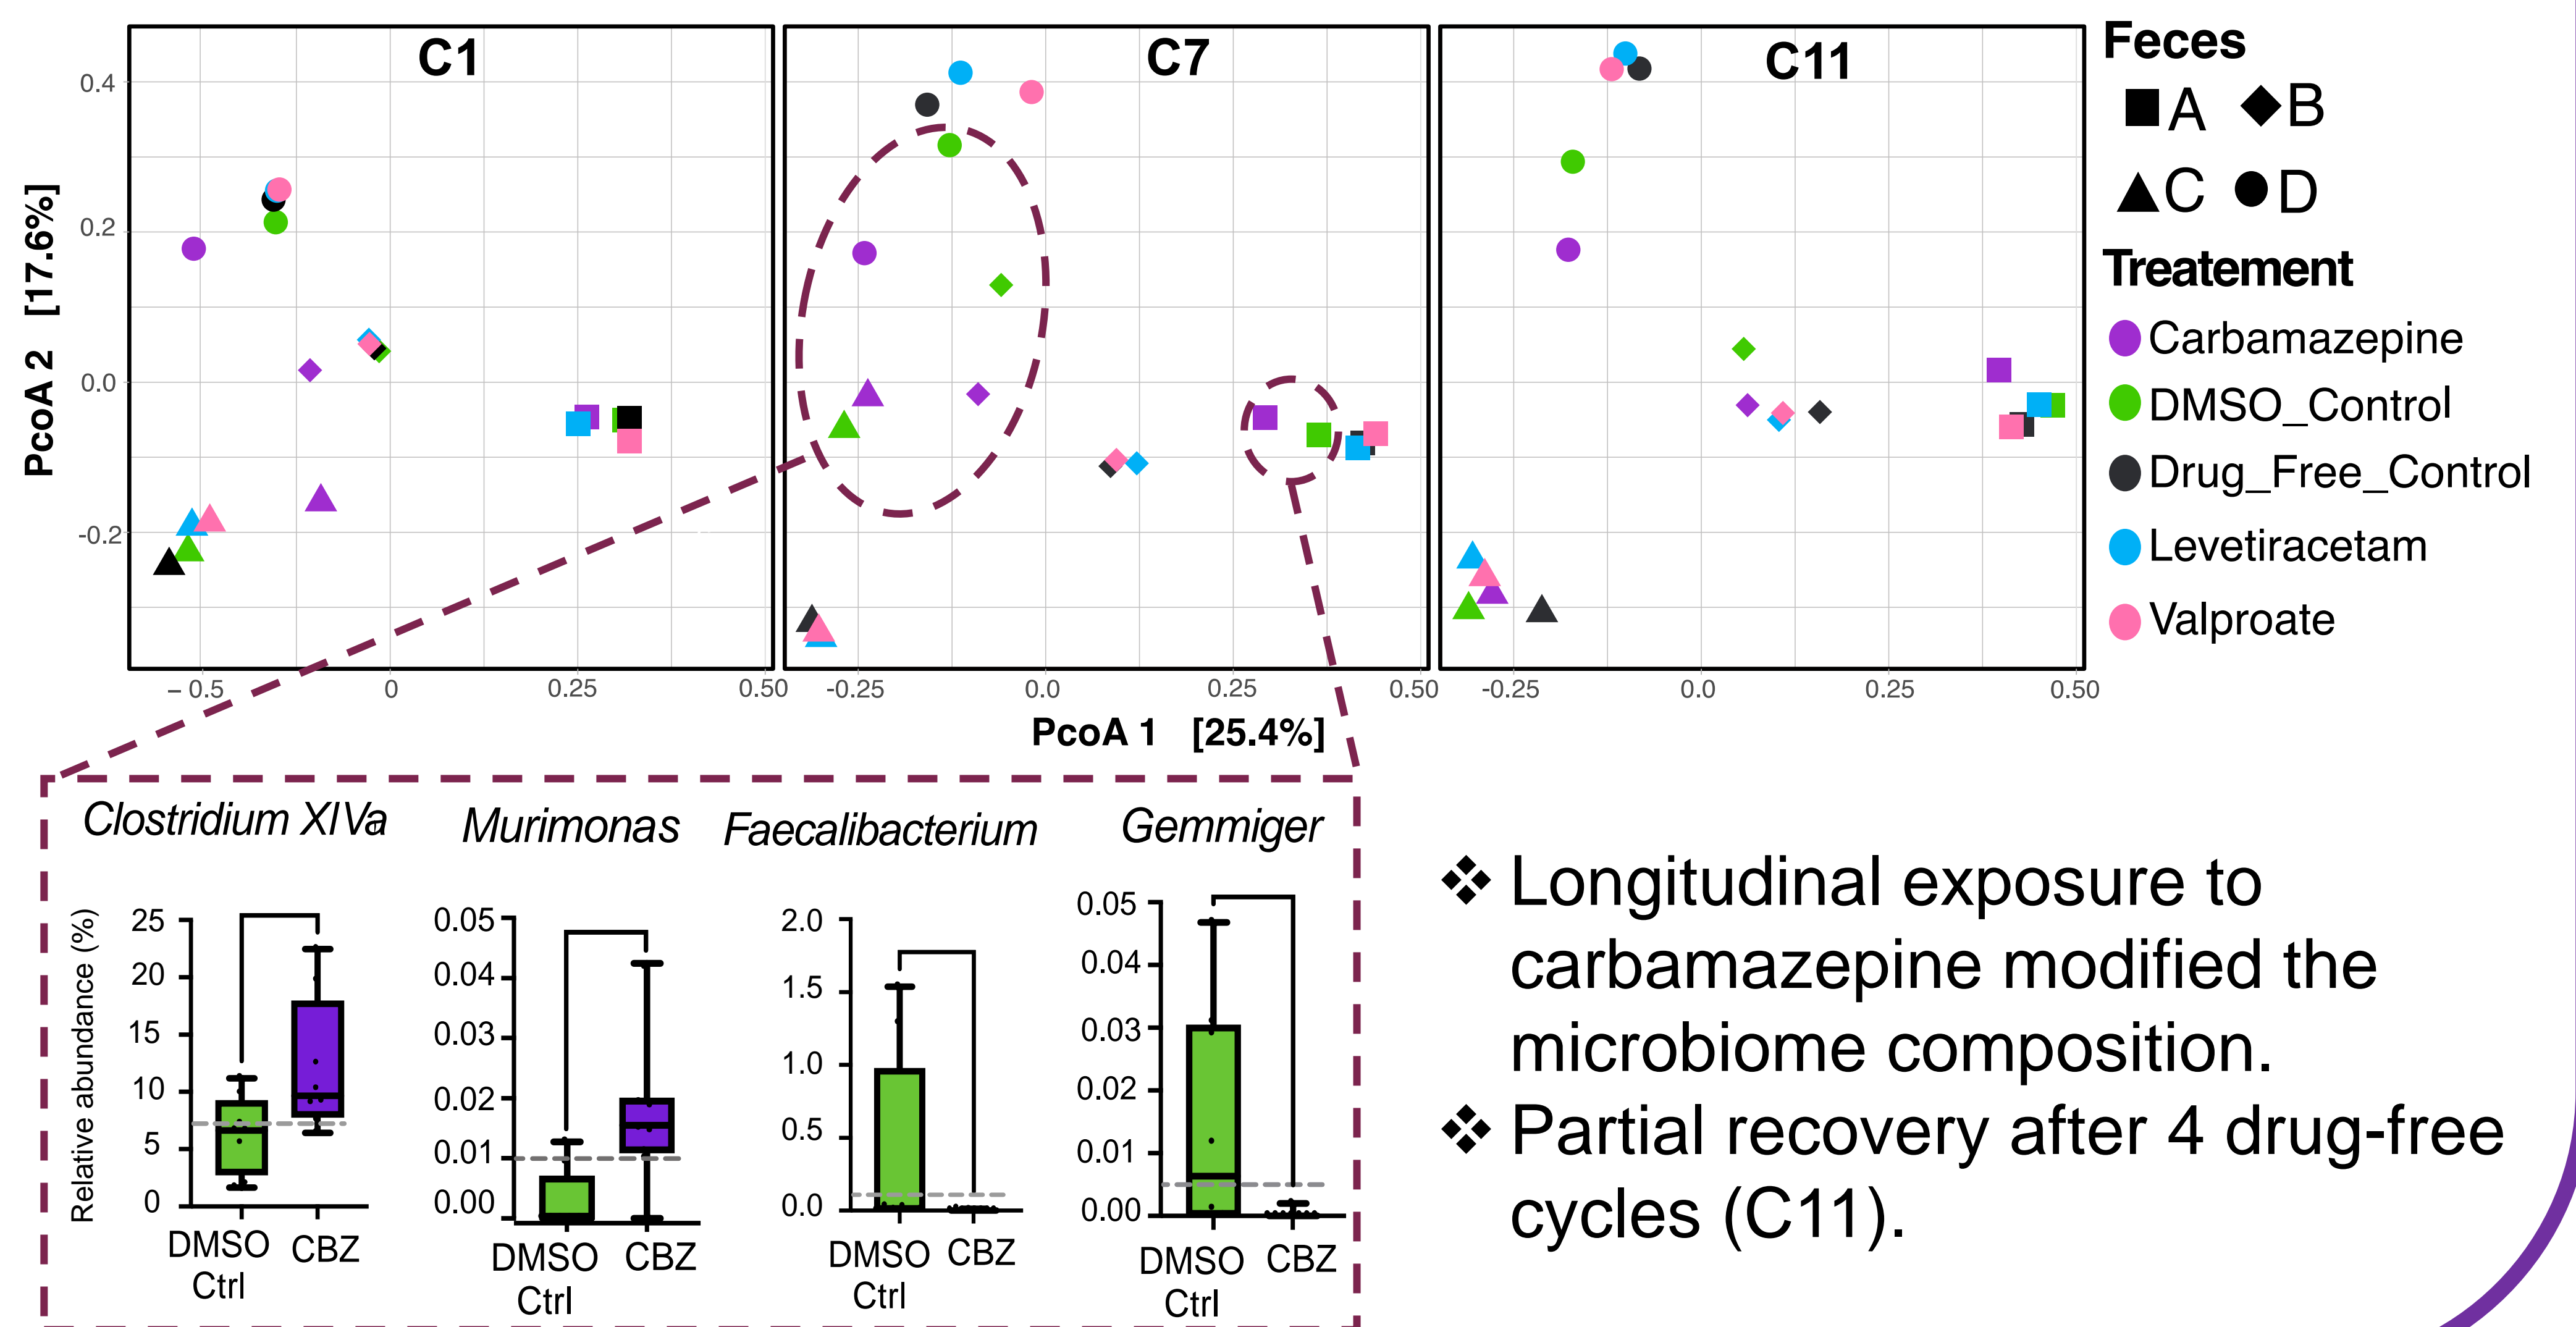 C1
C7
C11
0.4
0.2
0.0
-0.2
PcoA 2 [17.6%]
– 0.5
0
0.25
0.50
-0.25
0.0
0.25
0.50
-0.25
0.0
0.25
0.50
PcoA 1 [25.4%]
Feces
A B
C D
Treatement
Carbamazepine
DMSO_Control
Drug_Free_Control
Levetiracetam
Valproate
Clostridium XIVa
Relative abundance (%)
25
20
15
10
5
0
DMSO
Ctrl
CBZ
Murimonas
0.05
0.04
0.03
0.02
0.01
0.00
DMSO
Ctrl
CBZ
Faecalibacterium
2.0
1.5
1.0
0.5
0.0
DMSO
Ctrl
CBZ
Gemmiger
0.05
0.04
0.03
0.02
0.01
0.00
DMSO
Ctrl
CBZ
❖ Longitudinal exposure to
carbamazepine modified the
microbiome composition.
❖ Partial recovery after 4 drug-free
cycles (C11).